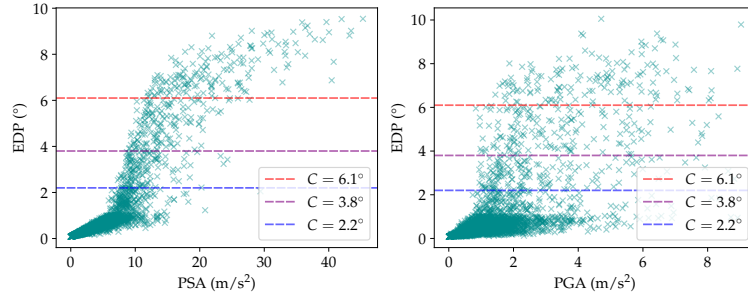 10
8
6
4
2
0
EDP (°)
C = 6.1°
C = 3.8°
C = 2.2°
0 10 20 30 40
PSA (m/s²)
10
8
6
4
2
0
EDP (°)
C = 6.1°
C = 3.8°
C = 2.2°
0 2 4 6 8
PGA (m/s²)